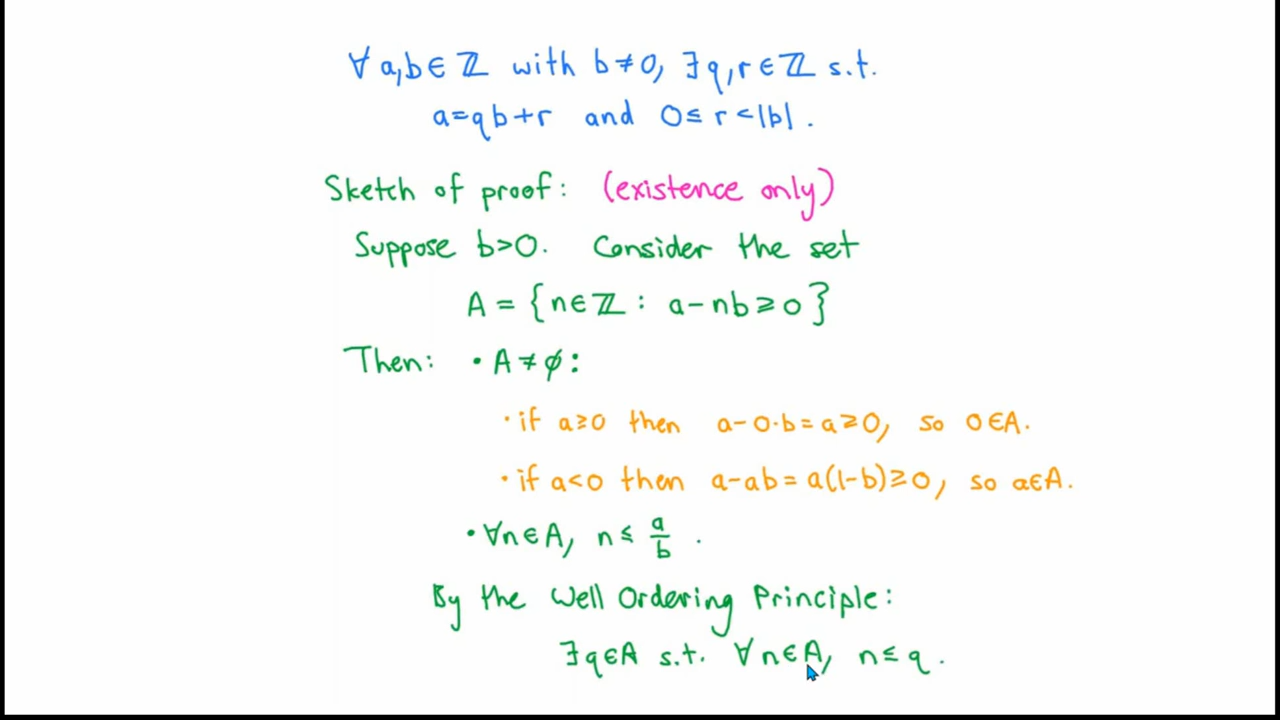 ∀ a,b∈ℤ with b≠0, ∃ q,r∈ℤ s.t.
a=qb+r and 0≤r<|b|.
Sketch of proof: (existence only)
Suppose b>0. Consider the set
A = {n∈ℤ : a-nb≥0}
Then: • A≠∅:
• if a≥0 then a-0·b=a≥0, so 0∈A.
• if a<0 then a-ab=a(1-b)≥0, so a∈A.
• ∀n∈A, n≤a/b.
By the Well Ordering Principle:
∃q∈A s.t. ∀n∈A, n≤q.